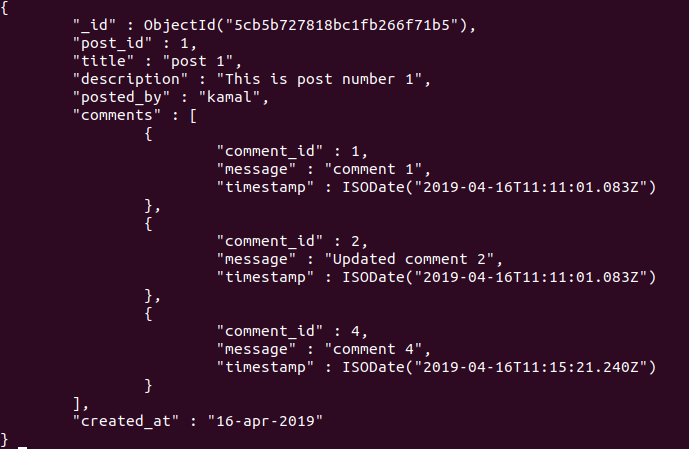 {
"_id" : ObjectId("5cb5b727818bc1fb266f71b5"),
"post_id" : 1,
"title" : "post 1",
"description" : "This is post number 1",
"posted_by" : "kamal",
"comments" : [
{
"comment_id" : 1,
"message" : "comment 1",
"timestamp" : ISODate("2019-04-16T11:11:01.083Z")
},
{
"comment_id" : 2,
"message" : "Updated comment 2",
"timestamp" : ISODate("2019-04-16T11:11:01.083Z")
},
{
"comment_id" : 4,
"message" : "comment 4",
"timestamp" : ISODate("2019-04-16T11:15:21.240Z")
}
],
"created_at" : "16-apr-2019"
}